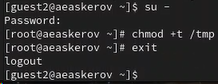 [guest2@aeaskerov ~]$ su -
Password:
[root@aeaskerov ~]# chmod +t /tmp
[root@aeaskerov ~]# exit
logout
[guest2@aeaskerov ~]$